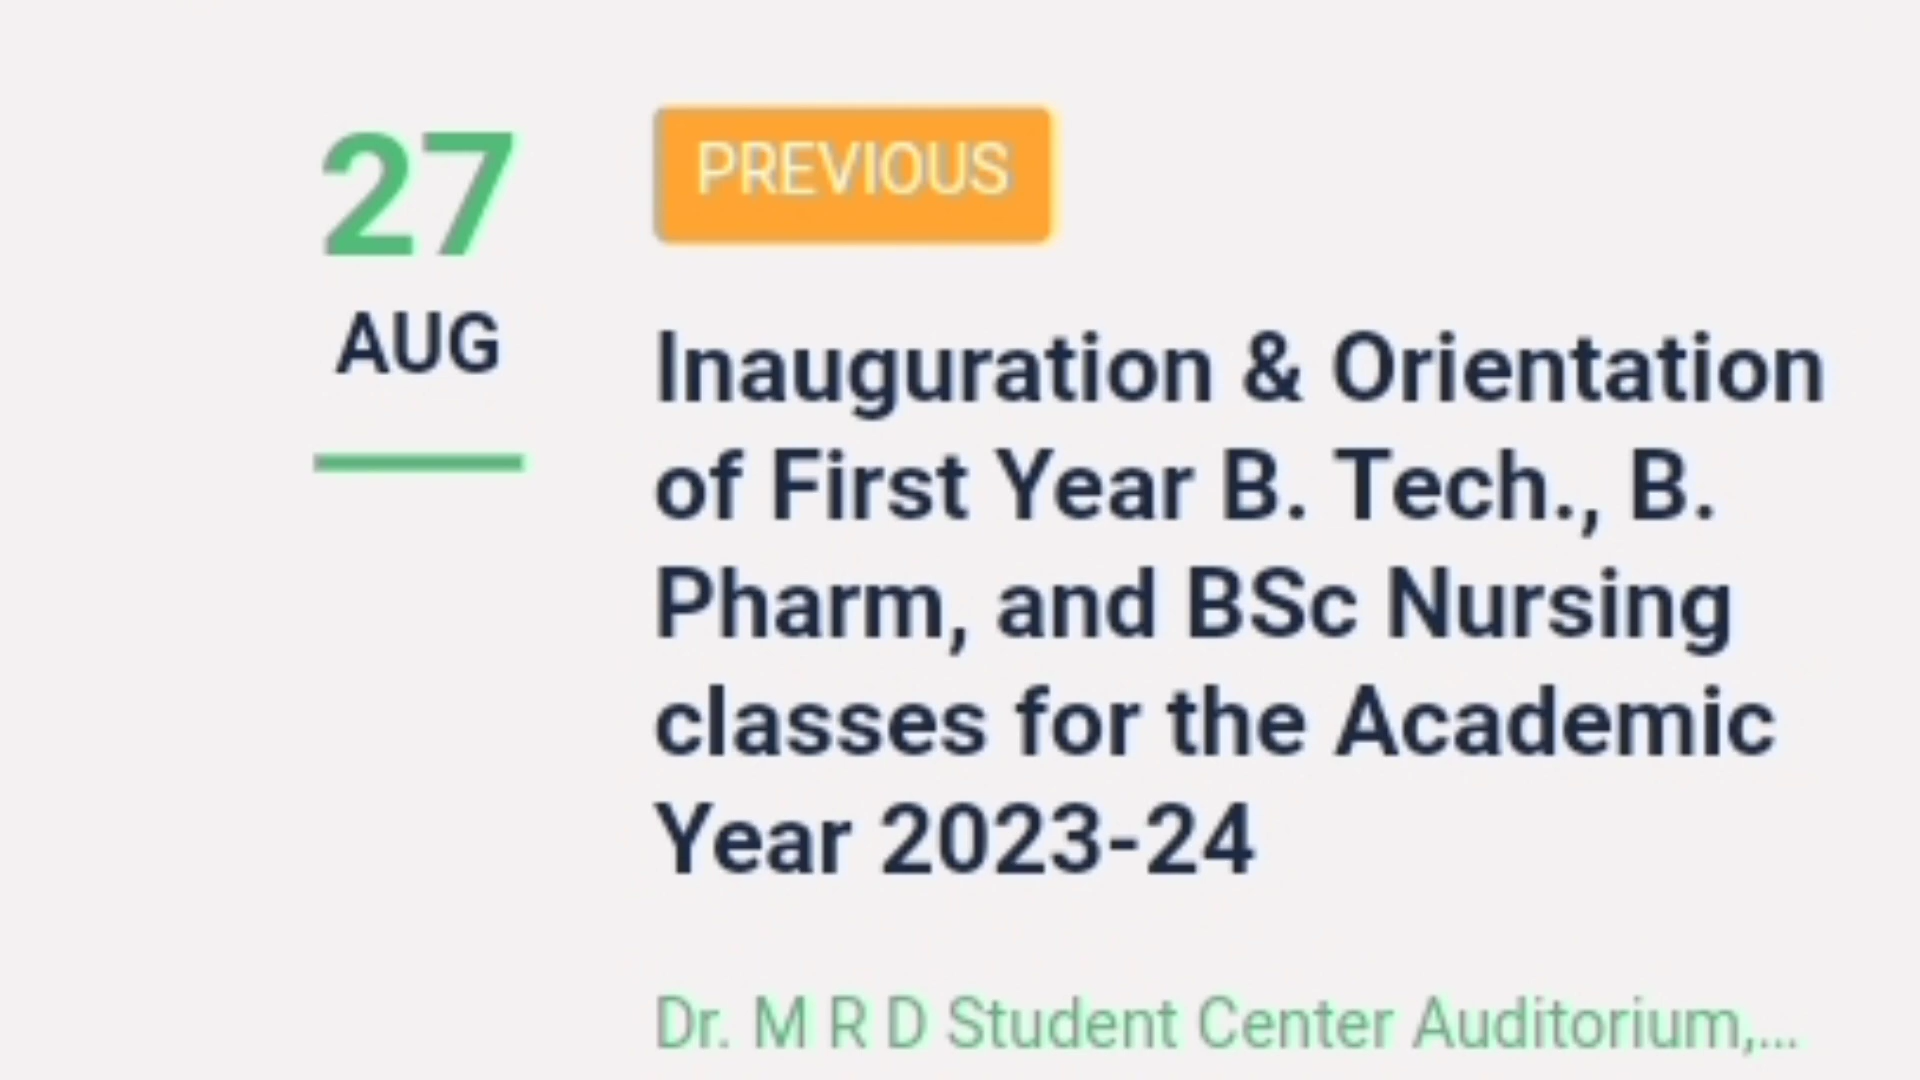 27
AUG
PREVIOUS
Inauguration & Orientation
of First Year B. Tech., B.
Pharm, and BSc Nursing
classes for the Academic
Year 2023-24
Dr. M R D Student Center Auditorium,...